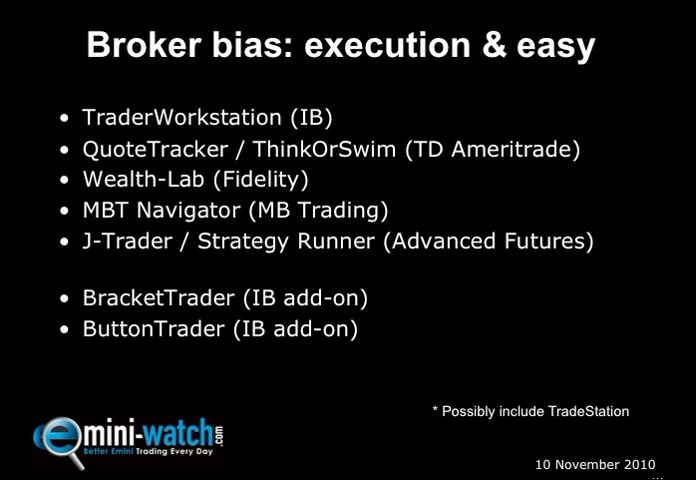 Broker bias: execution & easy
• TraderWorkstation (IB)
• QuoteTracker / ThinkOrSwim (TD Ameritrade)
• Wealth-Lab (Fidelity)
• MBT Navigator (MB Trading)
• J-Trader / Strategy Runner (Advanced Futures)
• BracketTrader (IB add-on)
• ButtonTrader (IB add-on)
* Possibly include TradeStation
emini-watch.com
Better Emini Trading Every Day
10 November 2010